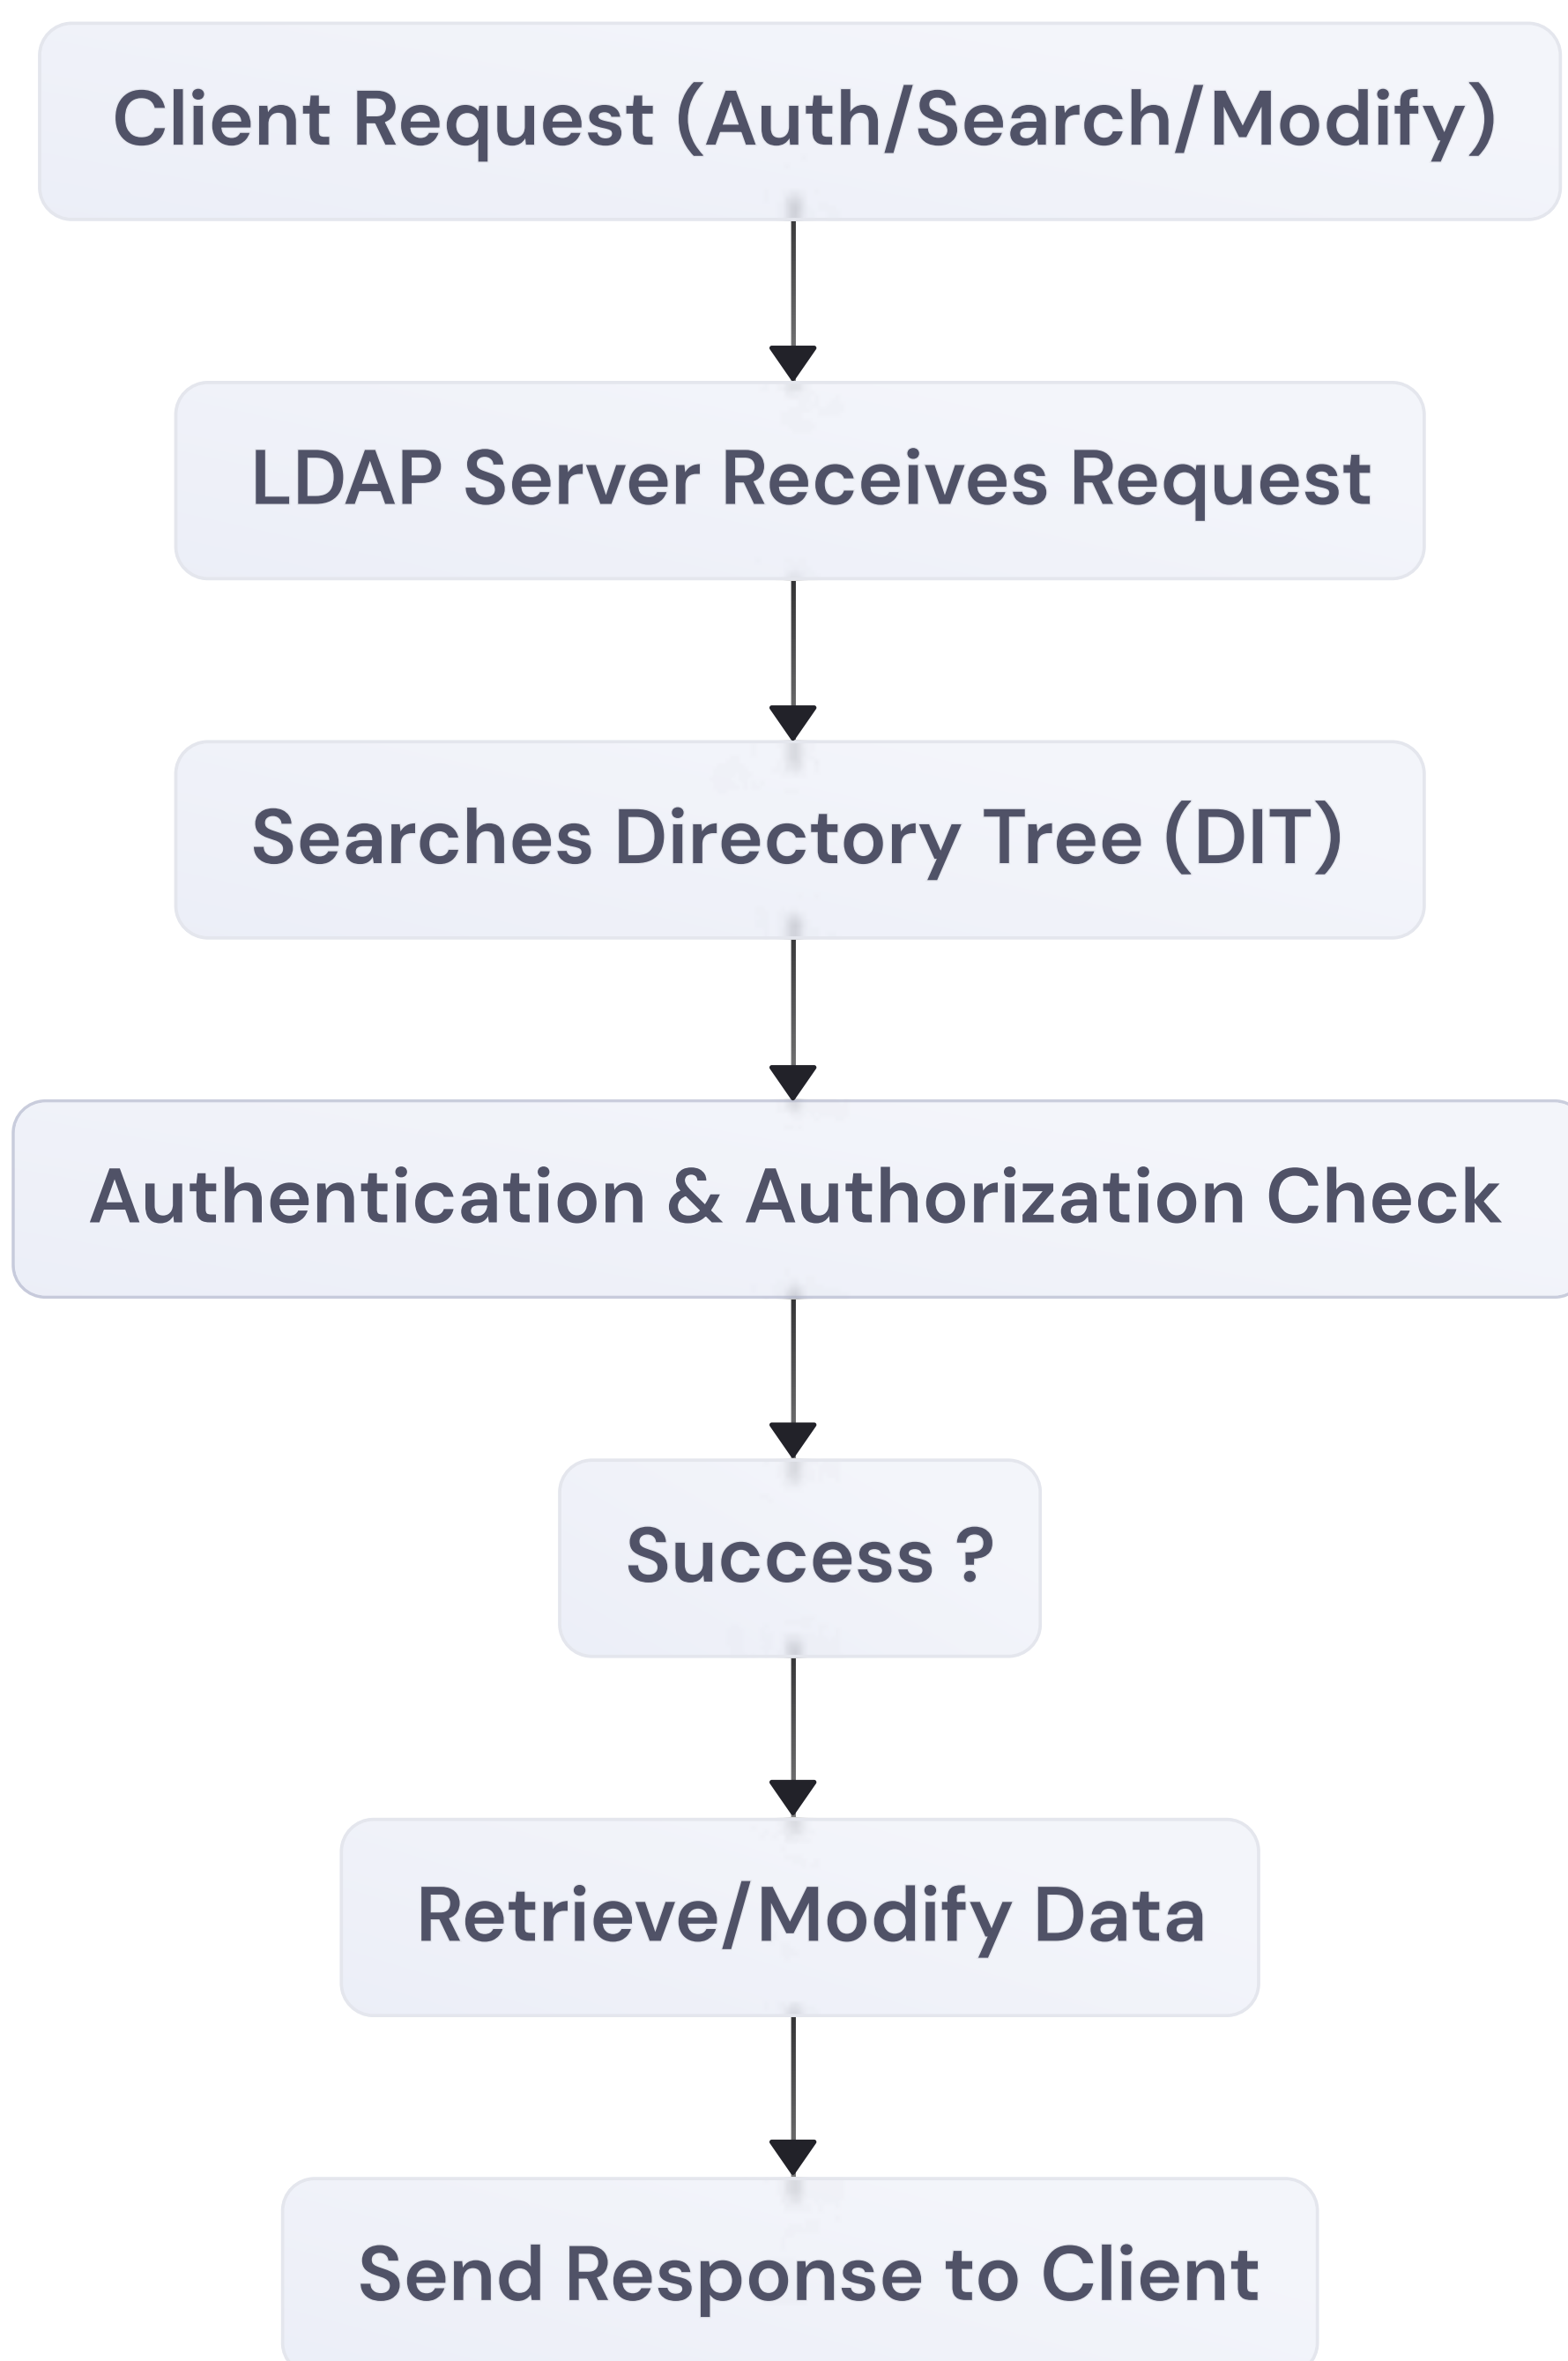 Client Request (Auth/Search/Modify)
LDAP Server Receives Request
Searches Directory Tree (DIT)
Authentication & Authorization Check
Success ?
Retrieve/Modify Data
Send Response to Client